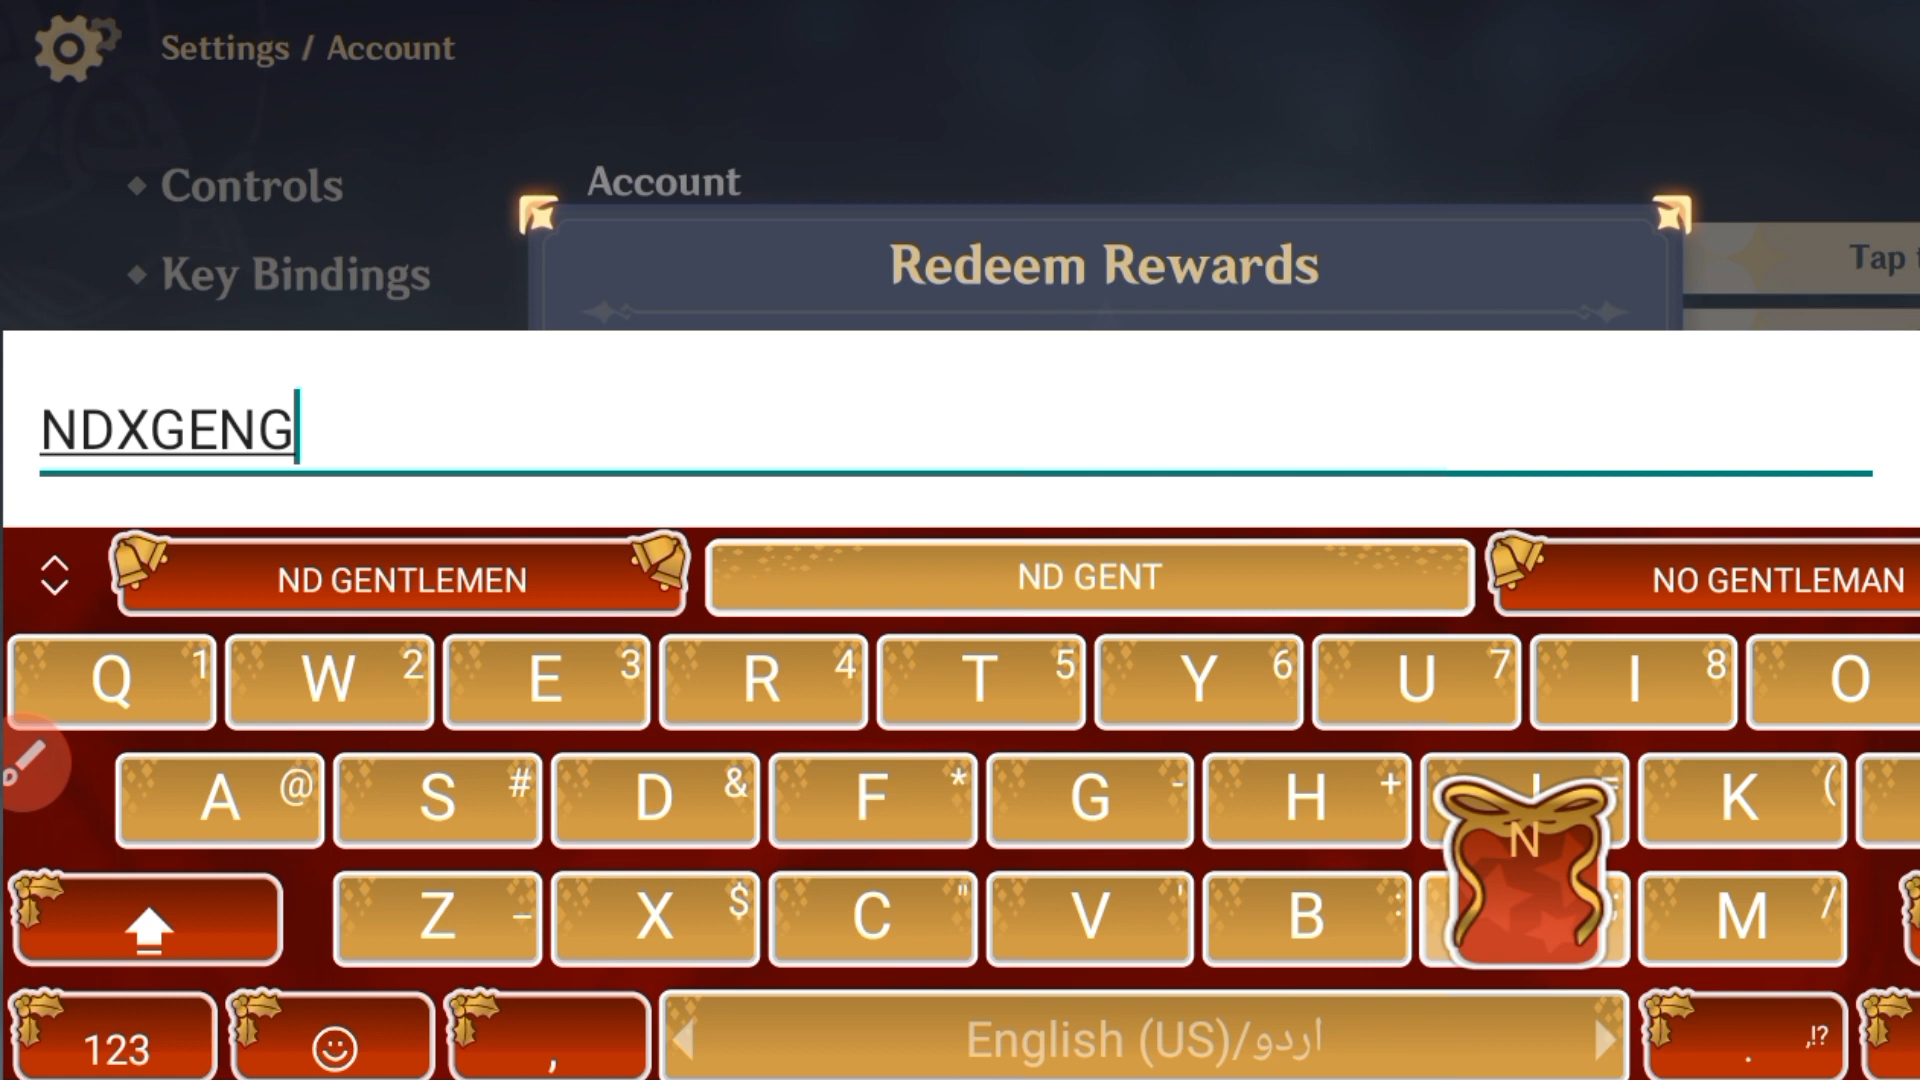 Settings / Account
Controls
Account
Key Bindings
Redeem Rewards
Tap
NDXGENG
ND GENTLEMEN
ND GENT
NO GENTLEMAN
Q 1 W 2 E 3 R 4 T 5 Y 6 U 7 I 8 O
A @ S # D & F * G - H + J = K (
Z _ X $ C " V ' B : N ; M /
123 , English (US)/اردو . ,!?